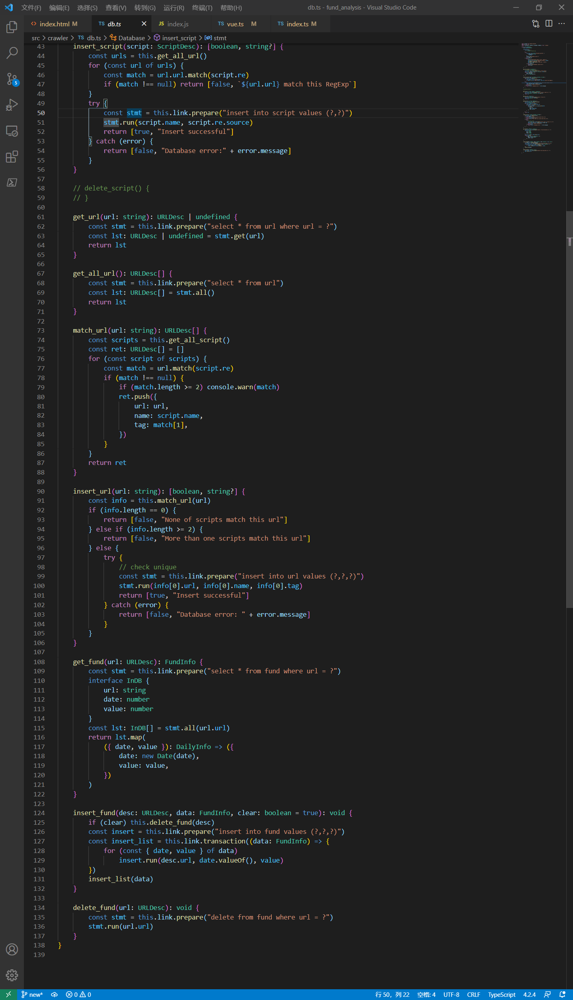 文件(F) 编辑(E) 选择(S) 查看(V) 转到(G) 运行(R) 终端(T) 帮助(H) db.ts - fund_analysis - Visual Studio Code
<> index.html M TS db.ts JS index.js TS vue.ts M TS index.ts M
src > crawler > TS db.ts > Database > insert_script > stmt
43 insert_script(script: ScriptDesc): [boolean, string?] {
44 const urls = this.get_all_url()
45 for (const url of urls) {
46 const match = url.url.match(script.re)
47 if (match !== null) return [false, `${url.url} match this RegExp`]
48 }
49 try {
50 const stmt = this.link.prepare("insert into script values (?,?)")
51 stmt.run(script.name, script.re.source)
52 return [true, "Insert successful"]
53 } catch (error) {
54 return [false, "Database error:" + error.message]
55 }
56 }
57
58 // delete_script() {
59 // }
60
61 get_url(url: string): URLDesc | undefined {
62 const stmt = this.link.prepare("select * from url where url = ?")
63 const lst: URLDesc | undefined = stmt.get(url)
64 return lst
65 }
66
67 get_all_url(): URLDesc[] {
68 const stmt = this.link.prepare("select * from url")
69 const lst: URLDesc[] = stmt.all()
70 return lst
71 }
72
73 match_url(url: string): URLDesc[] {
74 const scripts = this.get_all_script()
75 const ret: URLDesc[] = []
76 for (const script of scripts) {
77 const match = url.match(script.re)
78 if (match !== null) {
79 if (match.length >= 2) console.warn(match)
80 ret.push({
81 url: url,
82 name: script.name,
83 tag: match[1],
84 })
85 }
86 }
87 return ret
88 }
89
90 insert_url(url: string): [boolean, string?] {
91 const info = this.match_url(url)
92 if (info.length == 0) {
93 return [false, "None of scripts match this url"]
94 } else if (info.length >= 2) {
95 return [false, "More than one scripts match this url"]
96 } else {
97 try {
98 // check unique
99 const stmt = this.link.prepare("insert into url values (?,?,?)")
100 stmt.run(info[0].url, info[0].name, info[0].tag)
101 return [true, "Insert successful"]
102 } catch (error) {
103 return [false, "Database error: " + error.message]
104 }
105 }
106 }
107
108 get_fund(url: URLDesc): FundInfo {
109 const stmt = this.link.prepare("select * from fund where url = ?")
110 interface InDB {
111 url: string
112 date: number
113 value: number
114 }
115 const lst: InDB[] = stmt.all(url.url)
116 return lst.map(
117 ({ date, value }): DailyInfo => ({
118 date: new Date(date),
119 value: value,
120 })
121 )
122 }
123
124 insert_fund(desc: URLDesc, data: FundInfo, clear: boolean = true): void {
125 if (clear) this.delete_fund(desc)
126 const insert = this.link.prepare("insert into fund values (?,?,?)")
127 const insert_list = this.link.transaction((data: FundInfo) => {
128 for (const { date, value } of data)
129 insert.run(desc.url, date.valueOf(), value)
130 })
131 insert_list(data)
132 }
133
134 delete_fund(url: URLDesc): void {
135 const stmt = this.link.prepare("delete from fund where url = ?")
136 stmt.run(url.url)
137 }
138 }
139
5
new* 0 0 行 50，列 22 空格: 4 UTF-8 CRLF TypeScript 4.2.4